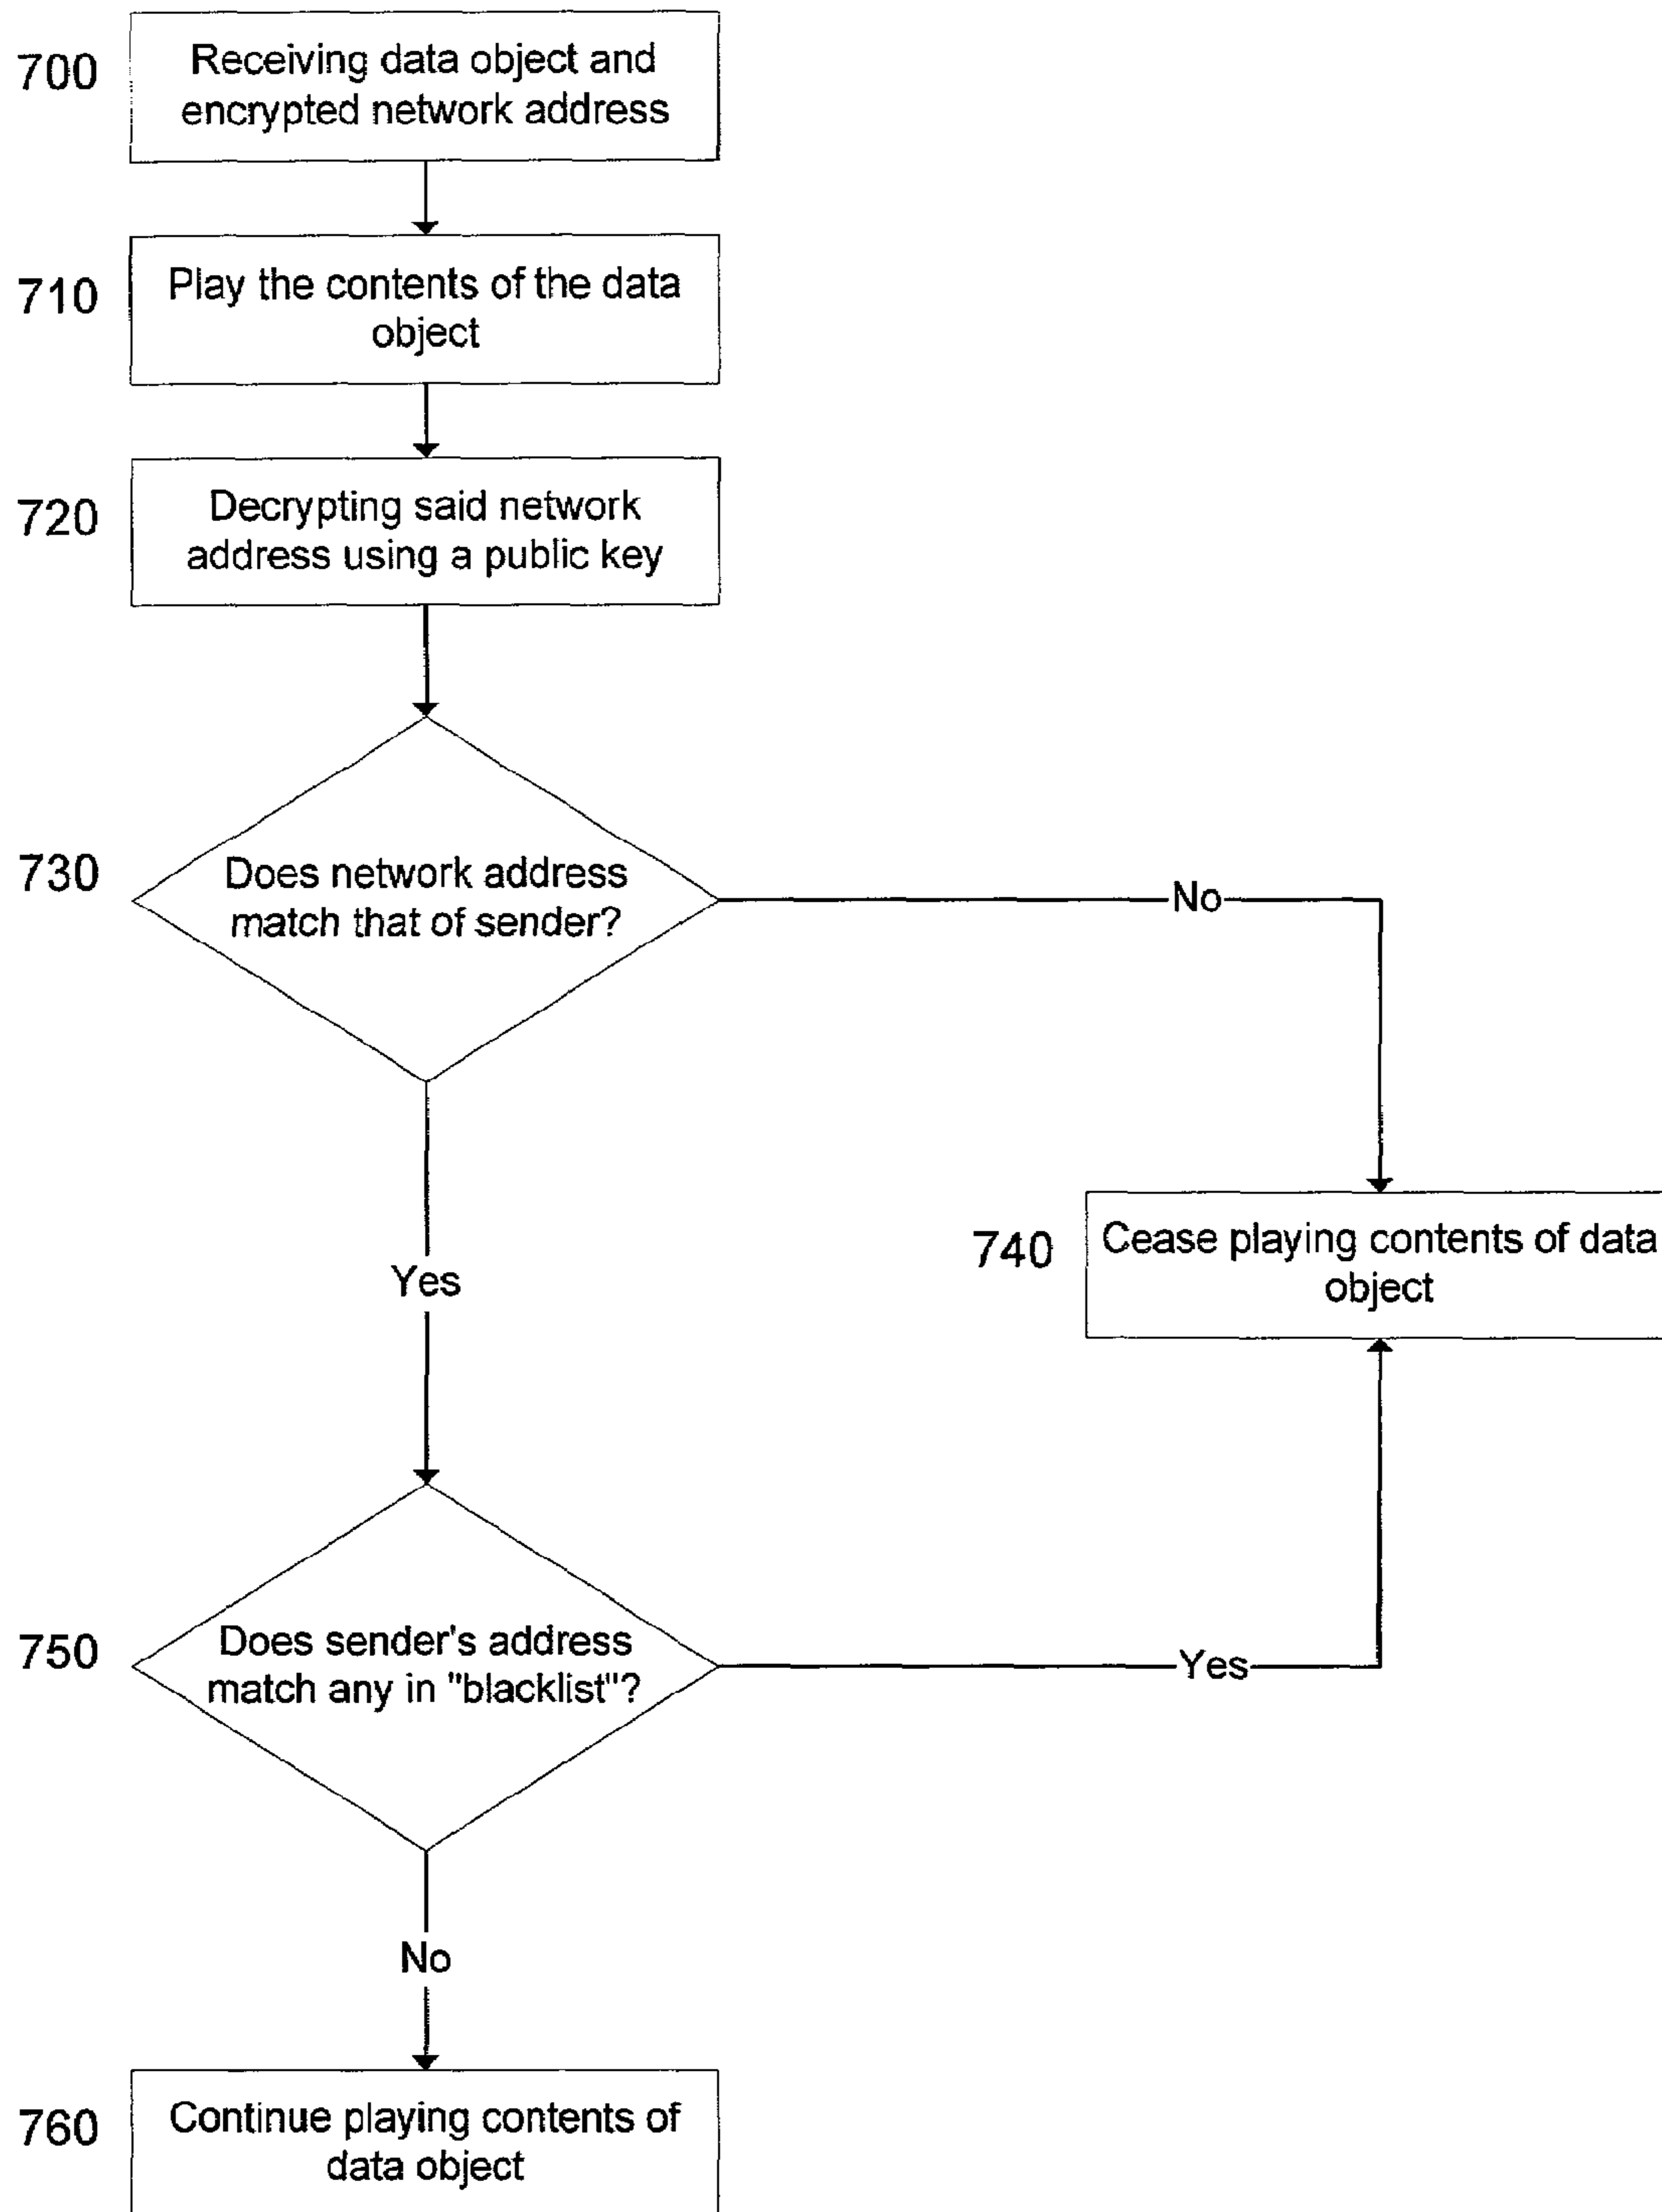 700
Receiving data object and
encrypted network address
710
Play the contents of the data
object
720
Decrypting said network
address using a public key
730
Does network address
match that of sender?
No
Yes
740
Cease playing contents of data
object
750
Does sender's address
match any in "blacklist"?
Yes
No
760
Continue playing contents of
data object